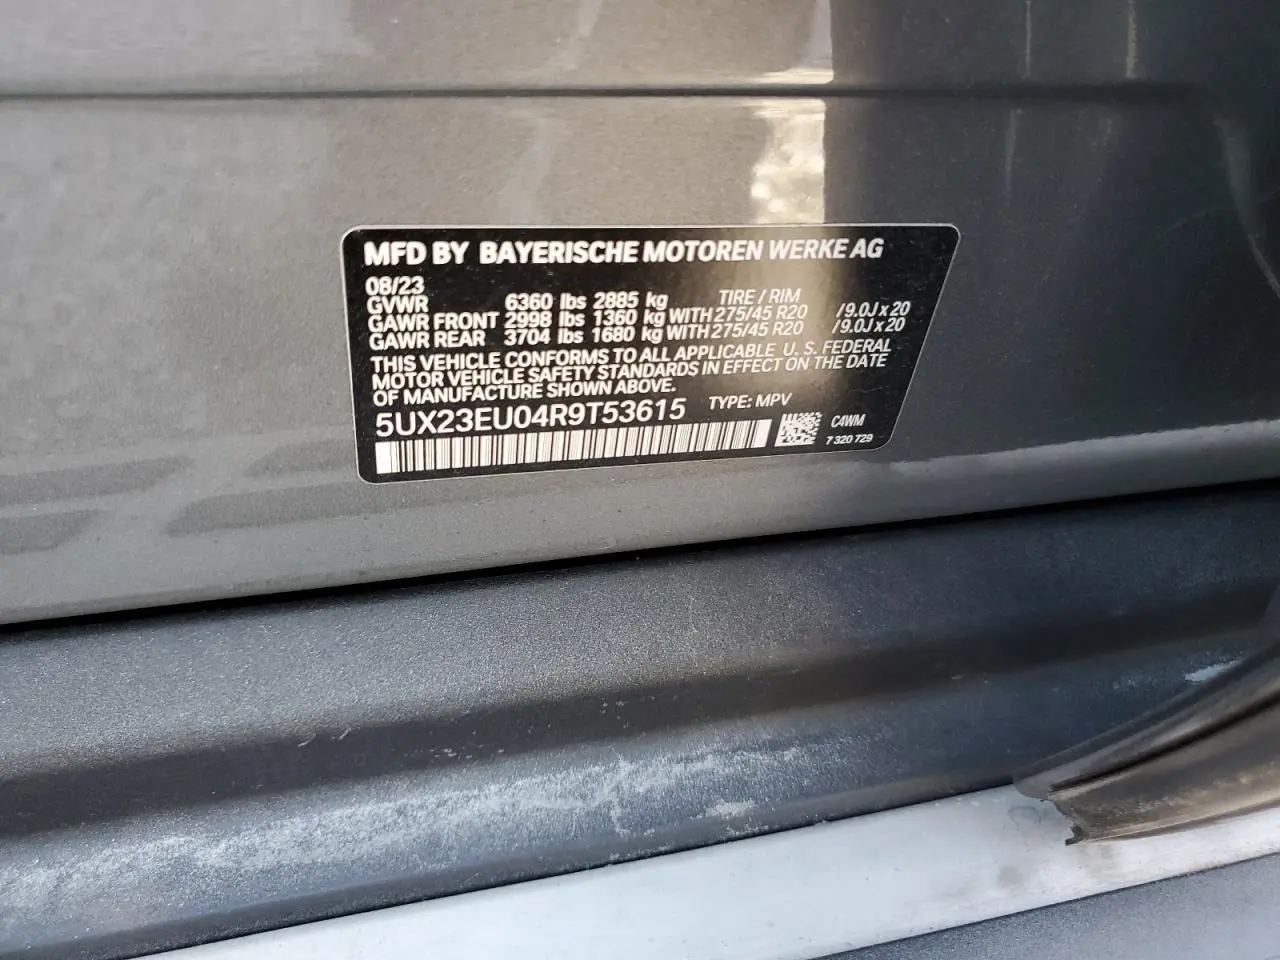 MFD BY BAYERISCHE MOTOREN WERKE AG
08/23
GVWR 6360 lbs 2885 kg TIRE / RIM
GAWR FRONT 2998 lbs 1360 kg WITH 275/45 R20 / 9.0J x 20
GAWR REAR 3704 lbs 1680 kg WITH 275/45 R20 / 9.0J x 20
THIS VEHICLE CONFORMS TO ALL APPLICABLE U. S. FEDERAL
MOTOR VEHICLE SAFETY STANDARDS IN EFFECT ON THE DATE
OF MANUFACTURE SHOWN ABOVE.
5UX23EU04R9T53615 TYPE: MPV
C4WM
7 320 729